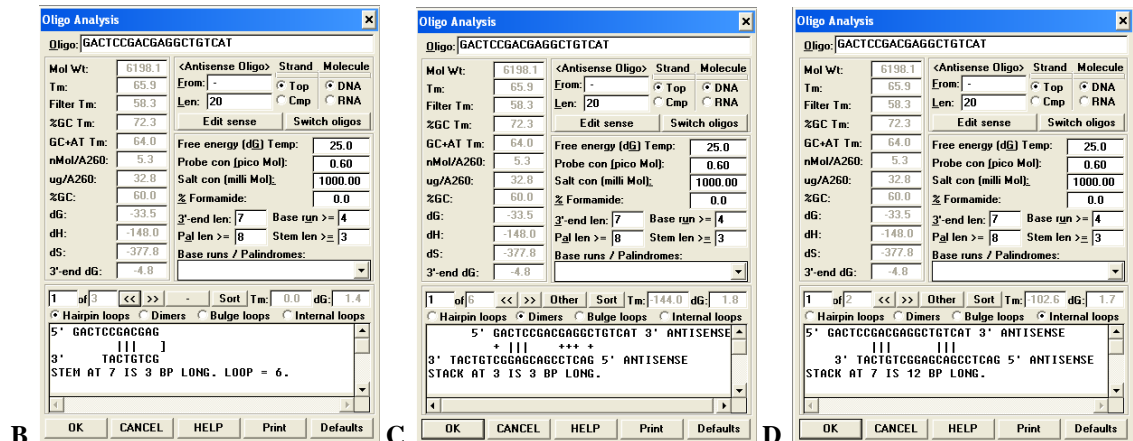 Oligo Analysis
Oligo: GACTCCGACGAGGCTGTCAT
Mol Wt: 6198.1 <Antisense Oligo> Strand Molecule
Tm: 65.9 From: - Top DNA
Filter Tm: 58.3 Len: 20 Cmp RNA
%GC Tm: 72.3 Edit sense Switch oligos
GC+AT Tm: 64.0 Free energy (dG) Temp: 25.0
nMol/A260: 5.3 Probe con (pico Mol): 0.60
ug/A260: 32.8 Salt con (milli Mol): 1000.00
%GC: 60.0 % Formamide: 0.0
dG: -33.5 3'-end len: 7 Base run >= 4
dH: -148.0 Pal len >= 8 Stem len >= 3
dS: -377.8 Base runs / Palindromes:
3'-end dG: -4.8
1 of 3 << >> - Sort Tm: 0.0 dG: 1.4
Hairpin loops Dimers Bulge loops Internal loops
5' GACTCCGACGAG
||| ]
3' TACTGTCG
STEM AT 7 IS 3 BP LONG. LOOP = 6.
OK CANCEL HELP Print Defaults
B
Oligo Analysis
Oligo: GACTCCGACGAGGCTGTCAT
Mol Wt: 6198.1 <Antisense Oligo> Strand Molecule
Tm: 65.9 From: - Top DNA
Filter Tm: 58.3 Len: 20 Cmp RNA
%GC Tm: 72.3 Edit sense Switch oligos
GC+AT Tm: 64.0 Free energy (dG) Temp: 25.0
nMol/A260: 5.3 Probe con (pico Mol): 0.60
ug/A260: 32.8 Salt con (milli Mol): 1000.00
%GC: 60.0 % Formamide: 0.0
dG: -33.5 3'-end len: 7 Base run >= 4
dH: -148.0 Pal len >= 8 Stem len >= 3
dS: -377.8 Base runs / Palindromes:
3'-end dG: -4.8
1 of 6 << >> Other Sort Tm: -144.0 dG: 1.8
Hairpin loops Dimers Bulge loops Internal loops
5' GACTCCGACGAGGCTGTCAT 3' ANTISENSE
+ ||| +++ +
3' TACTGTCGGAGCAGCCTCAG 5' ANTISENSE
STACK AT 3 IS 3 BP LONG.
OK CANCEL HELP Print Defaults
C
Oligo Analysis
Oligo: GACTCCGACGAGGCTGTCAT
Mol Wt: 6198.1 <Antisense Oligo> Strand Molecule
Tm: 65.9 From: - Top DNA
Filter Tm: 58.3 Len: 20 Cmp RNA
%GC Tm: 72.3 Edit sense Switch oligos
GC+AT Tm: 64.0 Free energy (dG) Temp: 25.0
nMol/A260: 5.3 Probe con (pico Mol): 0.60
ug/A260: 32.8 Salt con (milli Mol): 1000.00
%GC: 60.0 % Formamide: 0.0
dG: -33.5 3'-end len: 7 Base run >= 4
dH: -148.0 Pal len >= 8 Stem len >= 3
dS: -377.8 Base runs / Palindromes:
3'-end dG: -4.8
1 of 2 << >> Other Sort Tm: -102.6 dG: 1.7
Hairpin loops Dimers Bulge loops Internal loops
5' GACTCCGACGAGGCTGTCAT 3' ANTISENSE
||| |||
3' TACTGTCGGAGCAGCCTCAG 5' ANTISENSE
STACK AT 7 IS 12 BP LONG.
OK CANCEL HELP Print Defaults
D